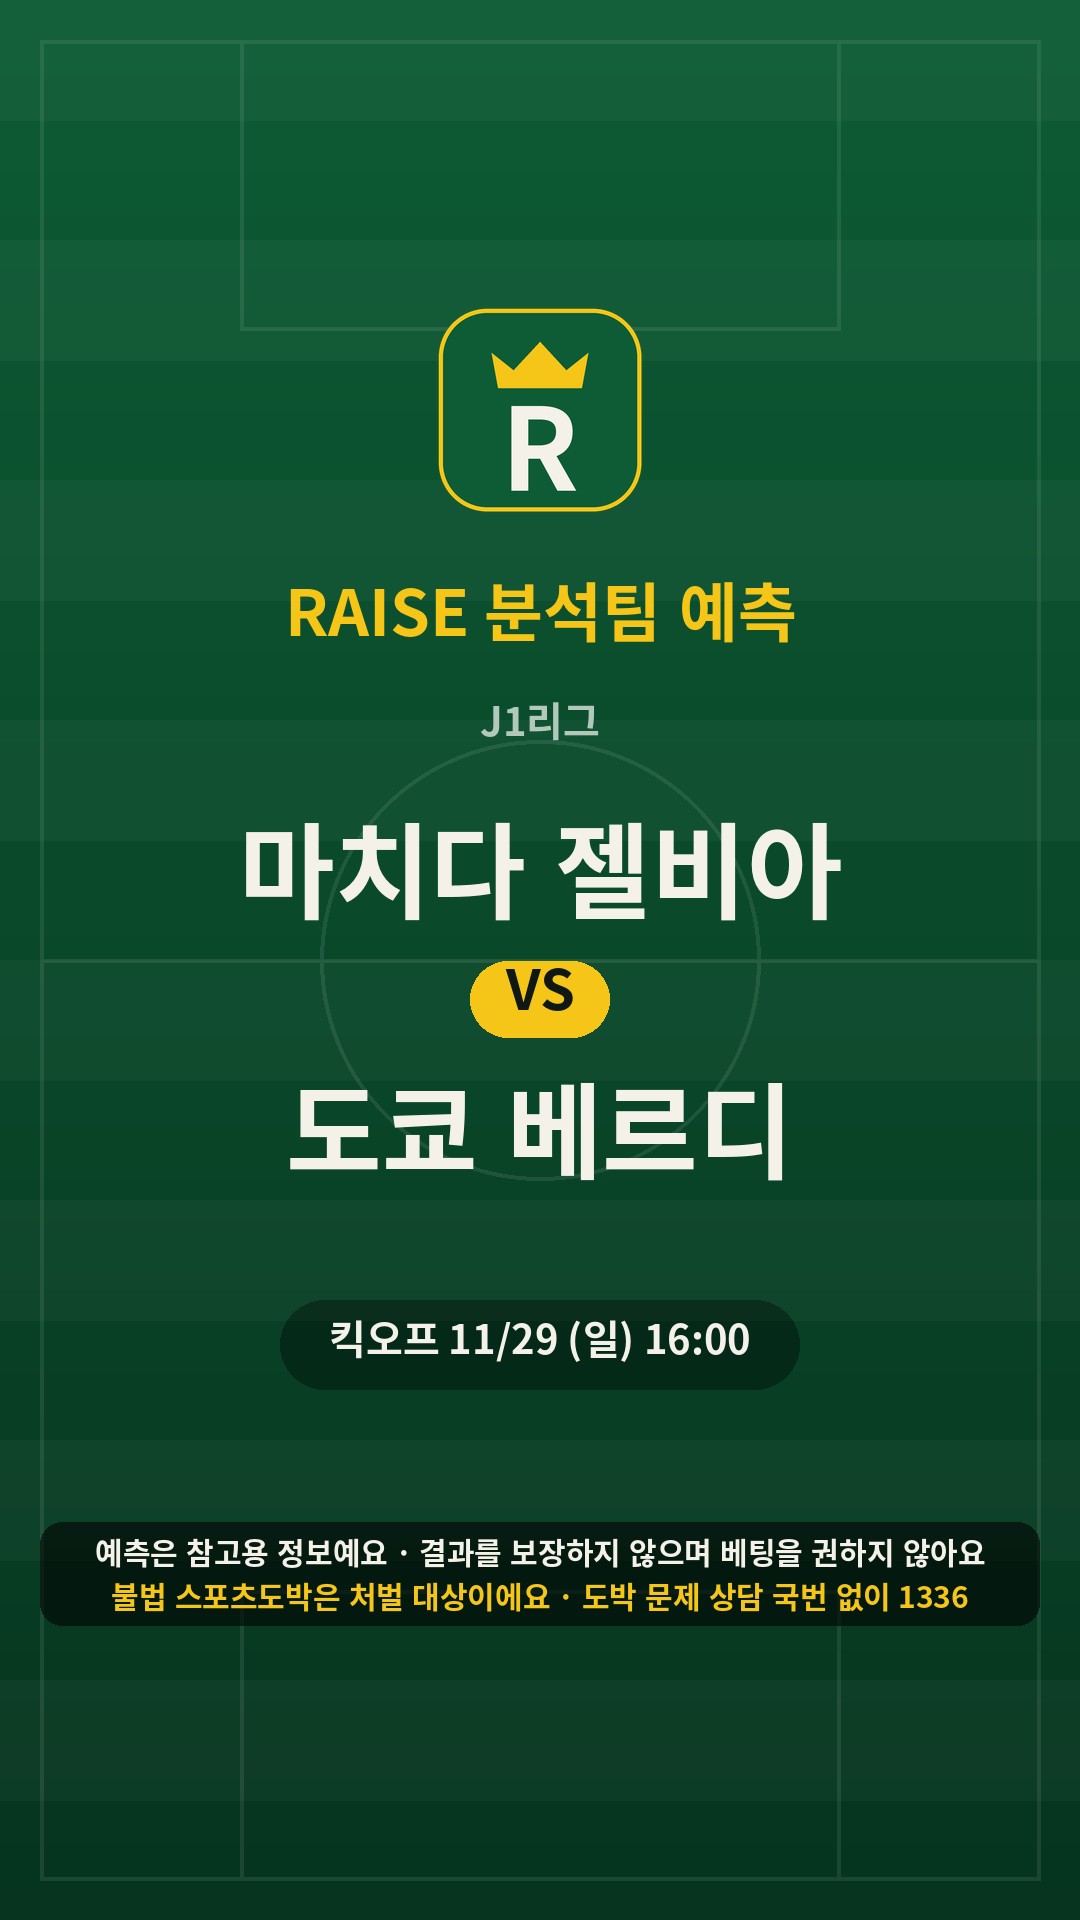 R
RAISE 분석팀 예측
J1리그
마치다 젤비아
VS
도쿄 베르디
킥오프 11/29 (일) 16:00
예측은 참고용 정보예요 · 결과를 보장하지 않으며 베팅을 권하지 않아요
불법 스포츠도박은 처벌 대상이에요 · 도박 문제 상담 국번 없이 1336